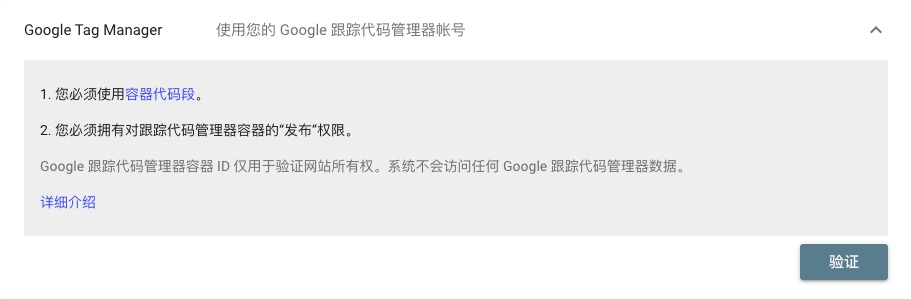 Google Tag Manager 使用您的 Google 跟踪代码管理器帐号
1. 您必须使用容器代码段。
2. 您必须拥有对跟踪代码管理器容器的“发布”权限。
Google 跟踪代码管理器容器 ID 仅用于验证网站所有权。系统不会访问任何 Google 跟踪代码管理器数据。
详细介绍
验证